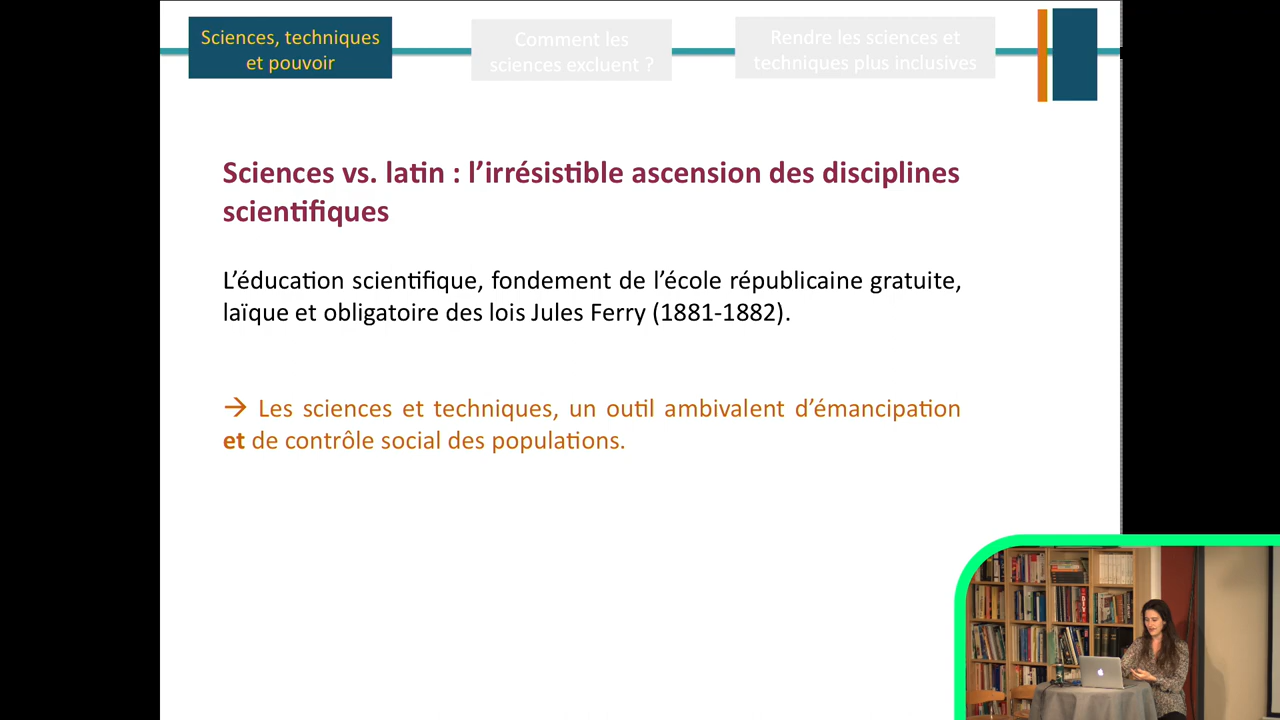 Sciences, techniques
et pouvoir
Comment les
sciences excluent ?
Rendre les sciences et
techniques plus inclusives
Sciences vs. latin : l’irrésistible ascension des disciplines
scientifiques
L’éducation scientifique, fondement de l’école républicaine gratuite,
laïque et obligatoire des lois Jules Ferry (1881-1882).
→ Les sciences et techniques, un outil ambivalent d’émancipation
et de contrôle social des populations.